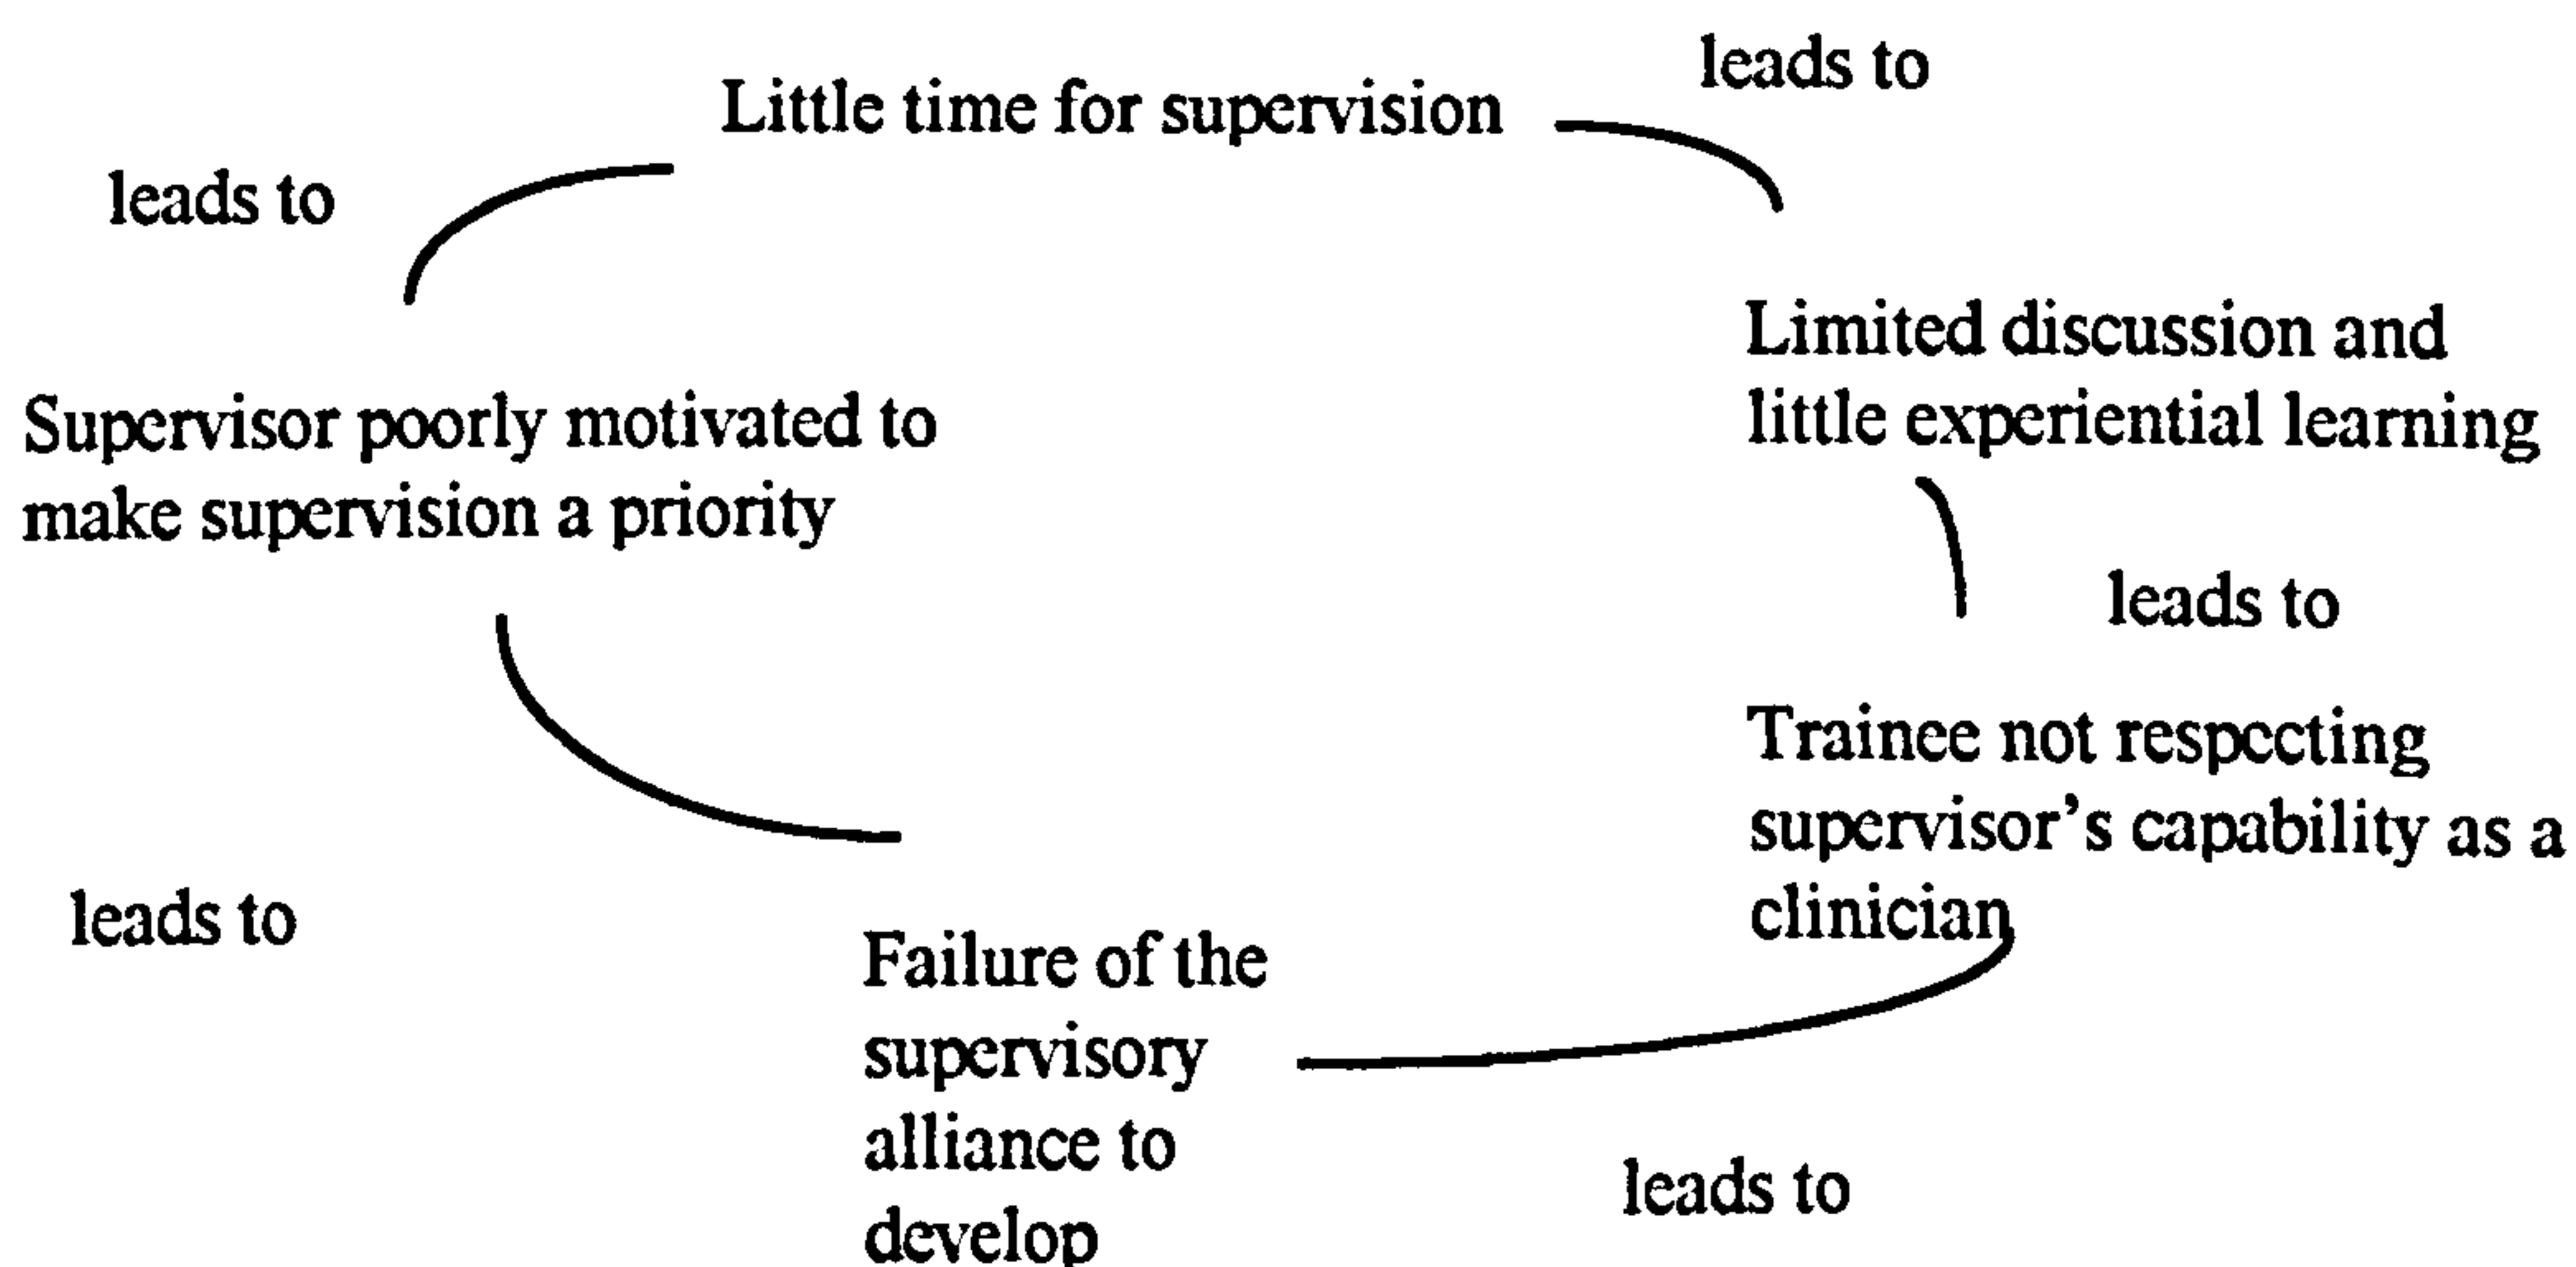 leads to
Little time for supervision
leads to
Limited discussion and
little experiential learning
Supervisor poorly motivated to
make supervision a priority
leads to
Trainee not respecting
supervisor's capability as a
clinician
leads to
Failure of the
supervisory
alliance to
develop
leads to